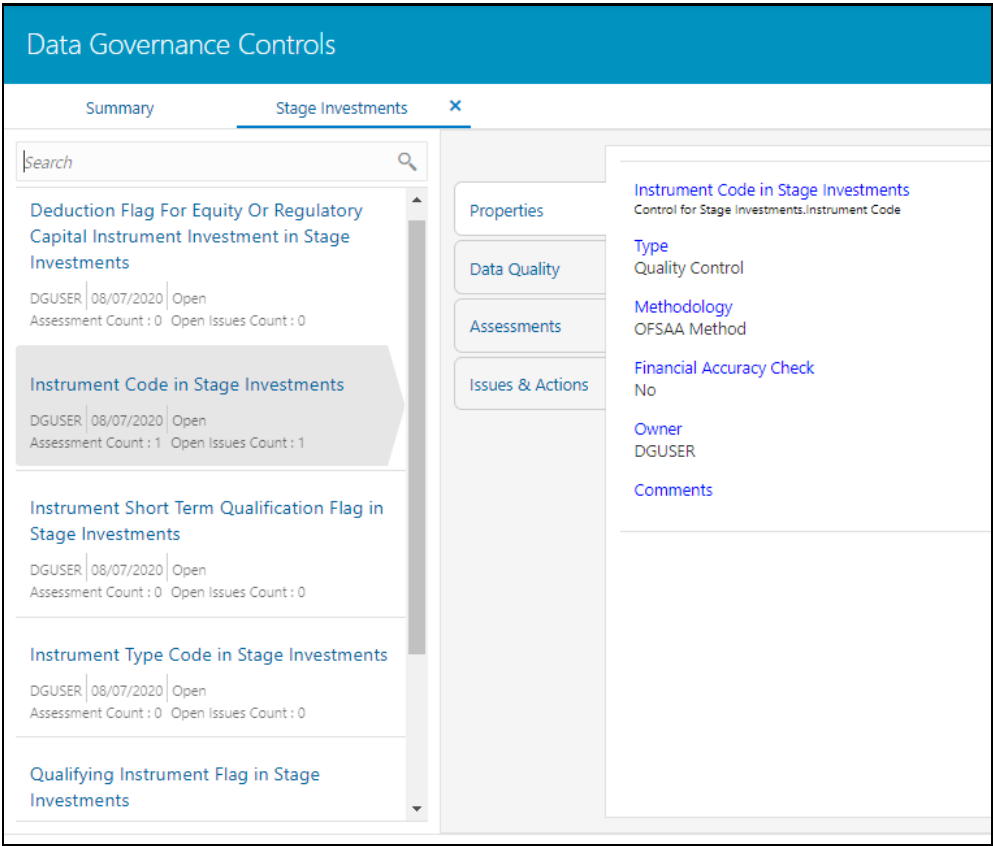 Data Governance Controls
Summary
Stage Investments
×
Search
Deduction Flag For Equity Or Regulatory
Capital Instrument Investment in Stage
Investments
DGUSER 08/07/2020 Open
Assessment Count : 0 Open Issues Count : 0
Instrument Code in Stage Investments
DGUSER 08/07/2020 Open
Assessment Count : 1 Open Issues Count : 1
Instrument Short Term Qualification Flag in
Stage Investments
DGUSER 08/07/2020 Open
Assessment Count : 0 Open Issues Count : 0
Instrument Type Code in Stage Investments
DGUSER 08/07/2020 Open
Assessment Count : 0 Open Issues Count : 0
Qualifying Instrument Flag in Stage
Investments
Properties
Data Quality
Assessments
Issues & Actions
Instrument Code in Stage Investments
Control for Stage Investments.Instrument Code
Type
Quality Control
Methodology
OFSAA Method
Financial Accuracy Check
No
Owner
DGUSER
Comments